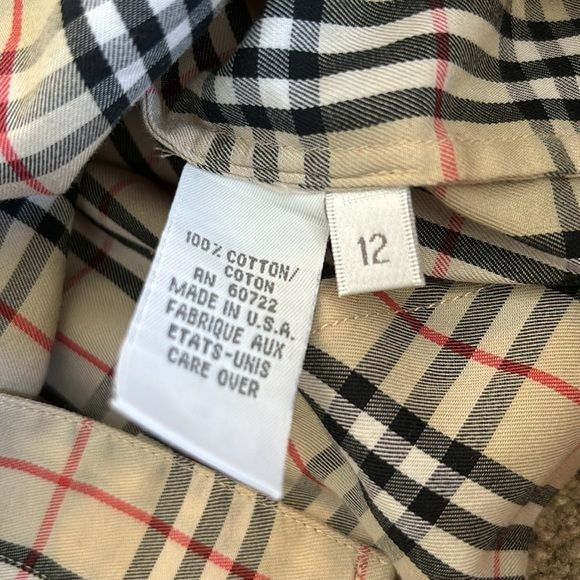 100% COTTON/
COTON
RN 60722
MADE IN U.S.A.
FABRIQUE AUX
ETATS-UNIS
CARE OVER
12